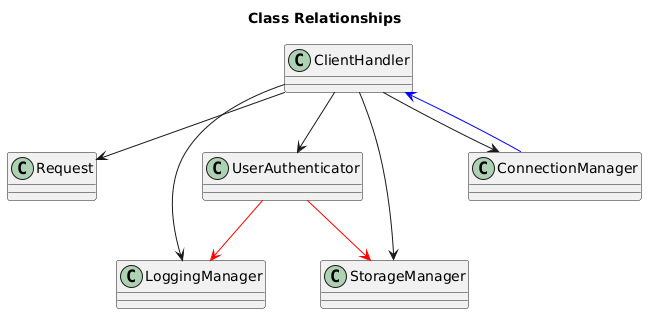 Class Relationships
C ClientHandler
C Request
C UserAuthenticator
C ConnectionManager
C LoggingManager
C StorageManager